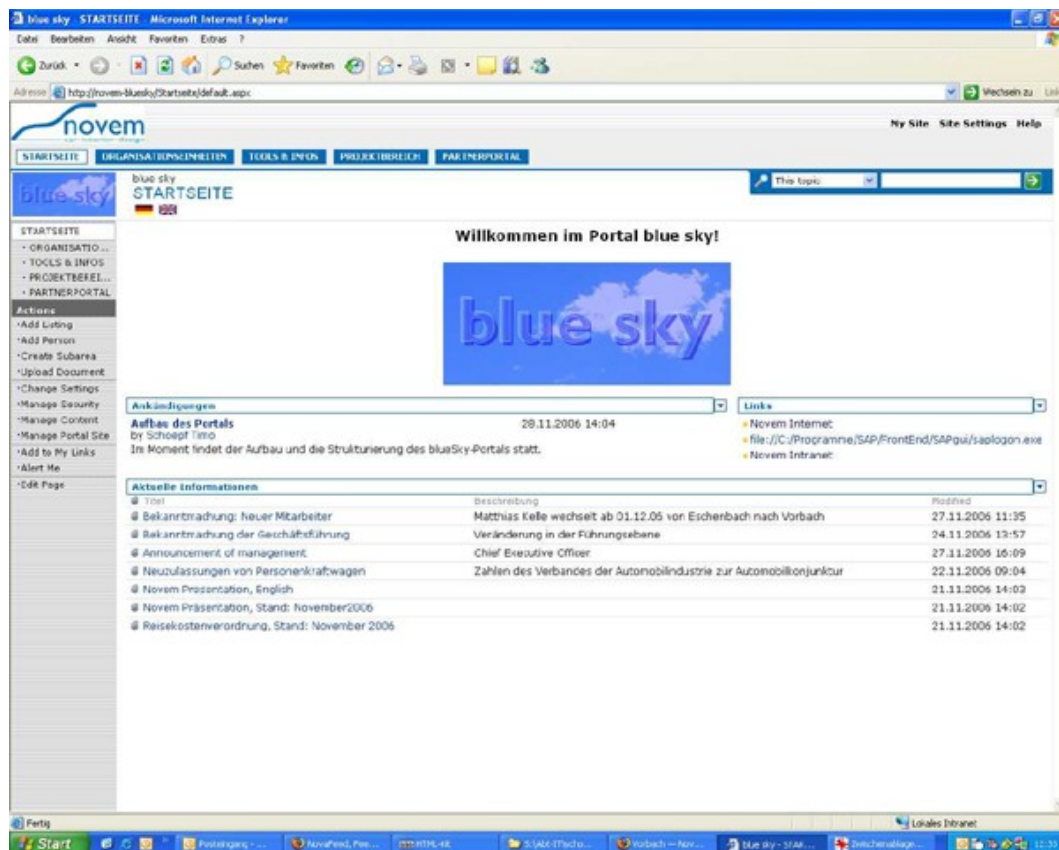 blue sky - STARTSEITE - Microsoft Internet Explorer
Datei Bearbeiten Ansicht Favoriten Extras ?
Zurück Suchen Favoriten
Adresse http://novem-bluesky/Startseite/default.aspx Wechseln zu
novem
My Site Site Settings Help
STARTSEITE ORGANISATIONSEINHEITEN TOOLS & INFOS PROJEKTBEREICH PARTNERPORTAL
blue sky
blue sky
STARTSEITE
This topic
STARTSEITE
· ORGANISATIO...
· TOOLS & INFOS
· PROJEKTBEREI...
· PARTNERPORTAL
Actions
Add Listing
Add Person
Create Subarea
Upload Document
Change Settings
Manage Security
Manage Content
Manage Portal Site
Add to My Links
Alert Me
Edit Page
Willkommen im Portal blue sky!
blue sky
Ankündigungen
Aufbau des Portals 28.11.2006 14:04
by Schoepf Timo
Im Moment findet der Aufbau und die Strukturierung des blueSky-Portals statt.
Links
Novem Internet
file://C:/Programme/SAP/FrontEnd/SAPgui/saplogon.exe
Novem Intranet
Aktuelle Informationen
Titel Beschreibung Modified
Bekanntmachung: Neuer Mitarbeiter Matthias Kelle wechselt ab 01.12.06 von Eschenbach nach Vorbach 27.11.2006 11:35
Bekanntmachung der Geschäftsführung Veränderung in der Führungsebene 24.11.2006 13:57
Announcement of management Chief Executive Officer 27.11.2006 16:09
Neuzulassungen von Personenkraftwagen Zahlen des Verbandes der Automobilindustrie zur Automobilkonjunktur 22.11.2006 09:04
Novem Presentation, English 21.11.2006 14:03
Novem Präsentation, Stand: November2006 21.11.2006 14:02
Reisekostenverordnung, Stand: November 2006 21.11.2006 14:02
Fertig Lokales Intranet
Start Posteingang - ... HTML-Kit Vorbach — Nov... blue sky - STAR... Zwischenablage...